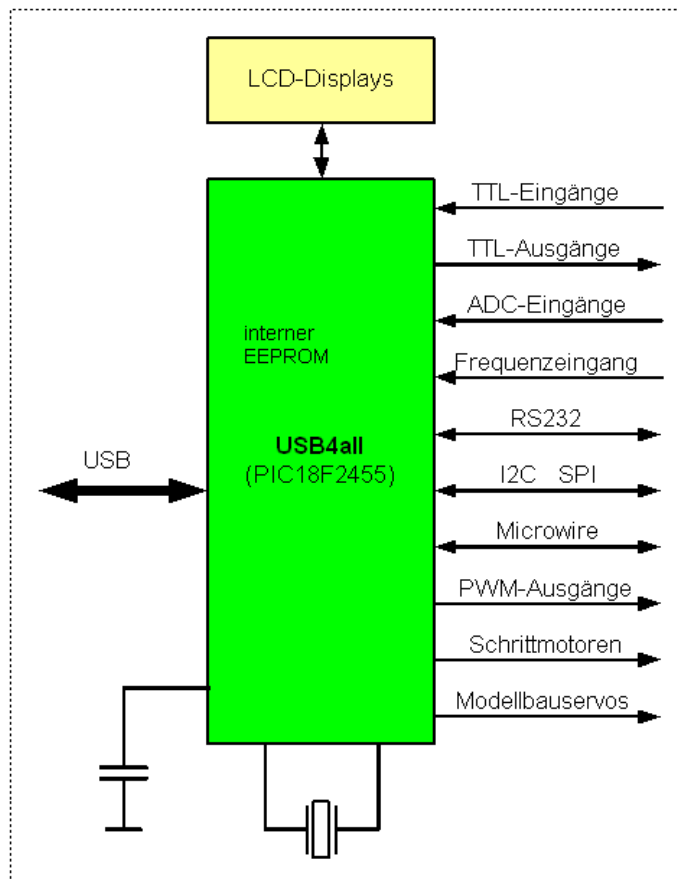 LCD-Displays
TTL-Eingänge
TTL-Ausgänge
ADC-Eingänge
interner
EEPROM
Frequenzeingang
RS232
USB4all
(PIC18F2455)
USB
I2C SPI
Microwire
PWM-Ausgänge
Schrittmotoren
Modellbauservos